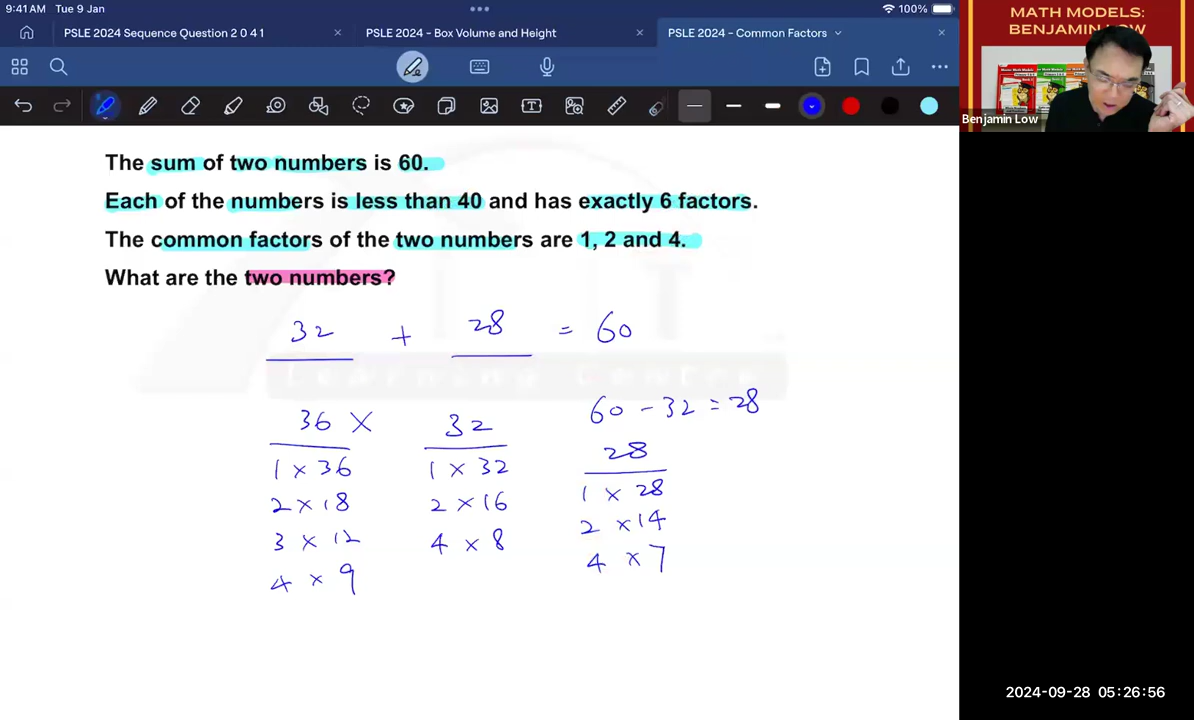 9:41 AM Tue 9 Jan
100%
PSLE 2024 Sequence Question 2 0 4 1
PSLE 2024 - Box Volume and Height
PSLE 2024 - Common Factors
MATH MODELS:
BENJAMIN LOW
Benjamin Low
The sum of two numbers is 60.
Each of the numbers is less than 40 and has exactly 6 factors.
The common factors of the two numbers are 1, 2 and 4.
What are the two numbers?
32 + 28 = 60
Learning Centre
60 - 32 = 28
36 X 32
28
1 x 36 1 x 32 1 x 28
2 x 18 2 x 16 2 x 14
3 x 12 4 x 8 4 x 7
4 x 9
2024-09-28 05:26:56